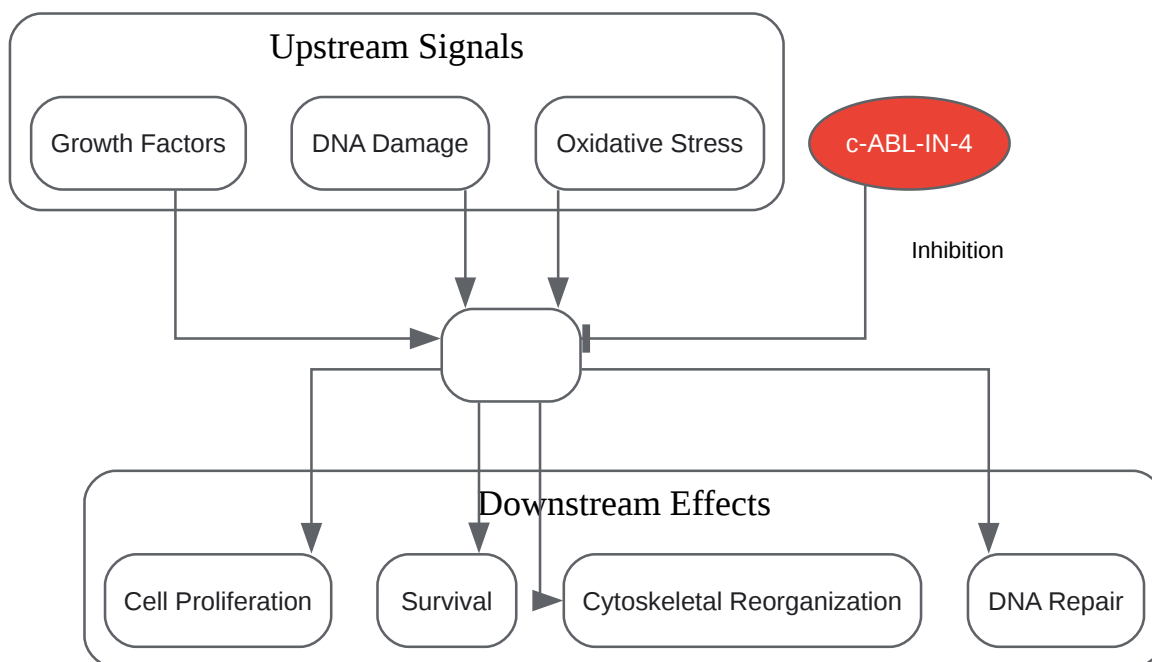 Upstream Signals
Growth Factors
DNA Damage
Oxidative Stress
c-ABL-IN-4
Inhibition
Downstream Effects
Cell Proliferation
Survival
Cytoskeletal Reorganization
DNA Repair